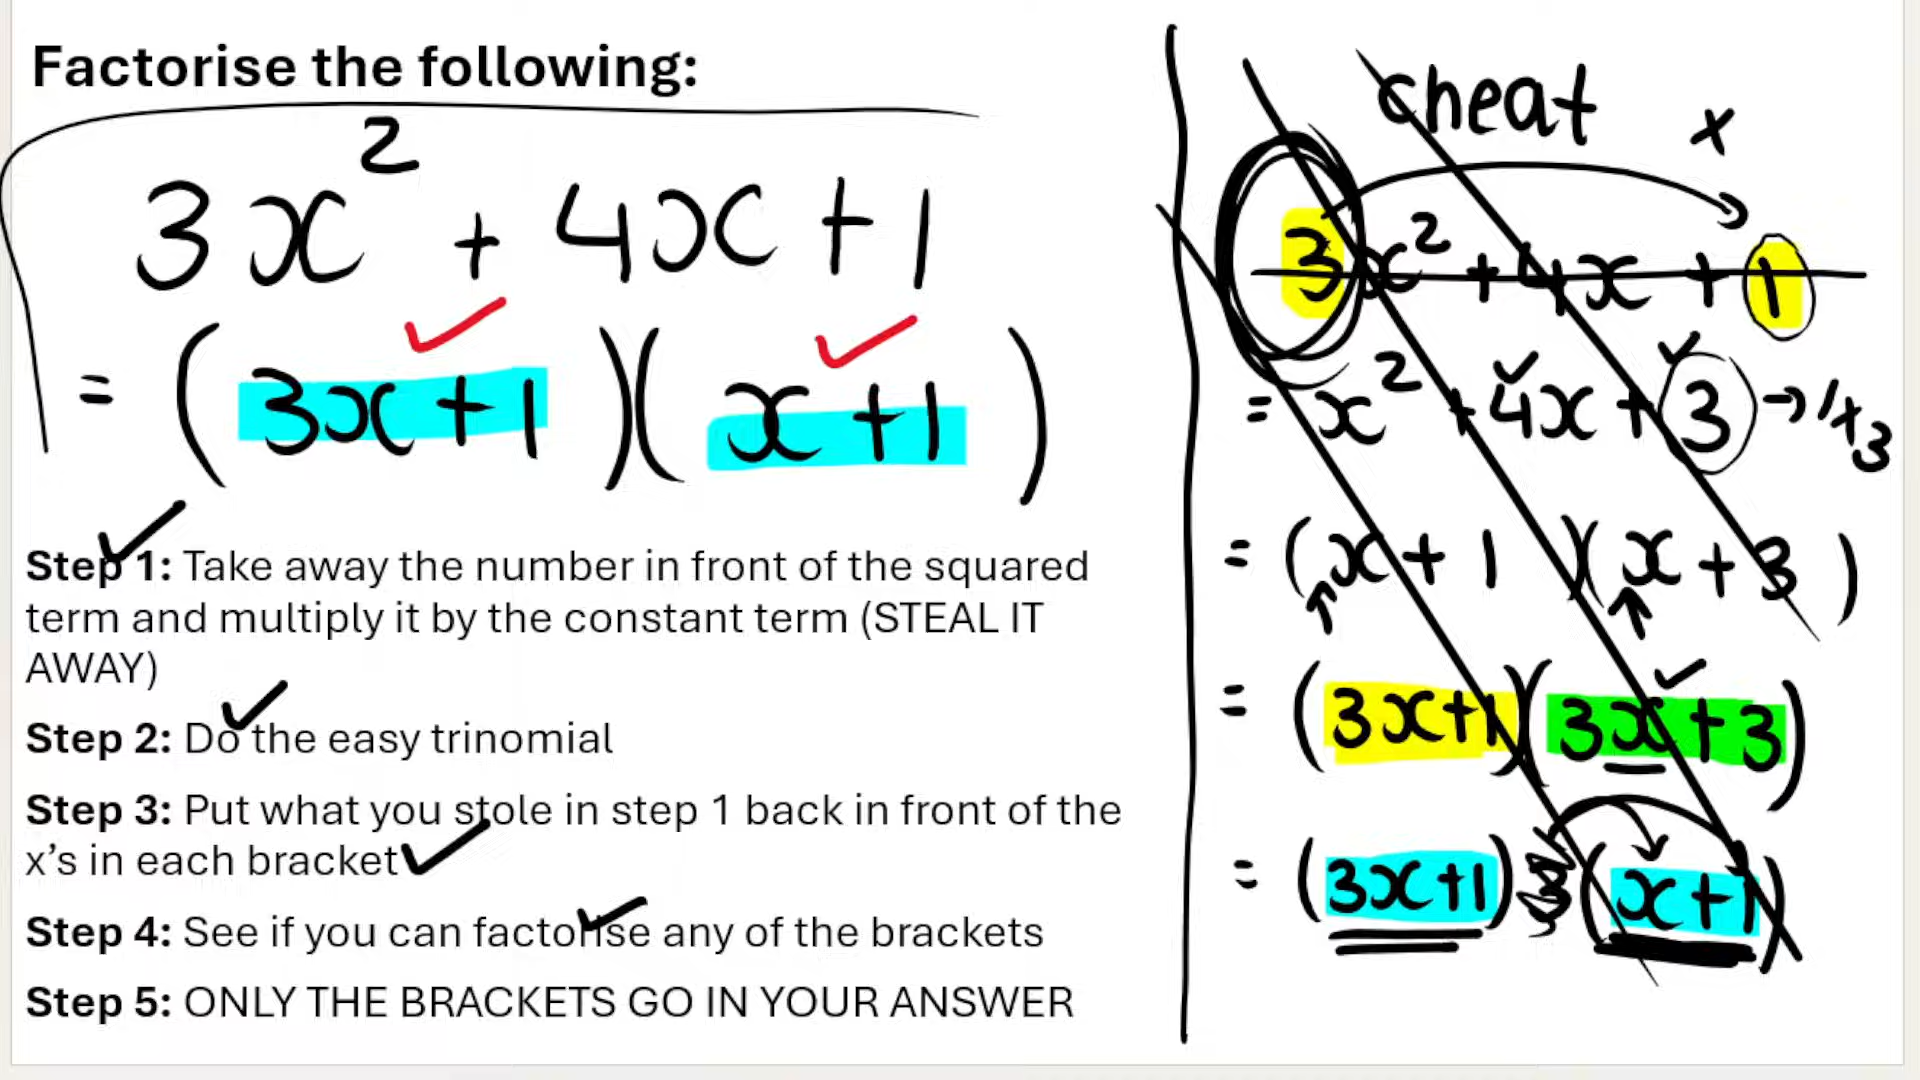 Factorise the following:
3x² + 4x + 1
= (3x+1)(x+1)
Step 1: Take away the number in front of the squared
term and multiply it by the constant term (STEAL IT
AWAY)
Step 2: Do the easy trinomial
Step 3: Put what you stole in step 1 back in front of the
x’s in each bracket
Step 4: See if you can factorise any of the brackets
Step 5: ONLY THE BRACKETS GO IN YOUR ANSWER
cheat x
3x² + 4x + 1
= x² + 4x + 3 → 1x3
= (x + 1)(x + 3)
= (3x+1)(3x+3)
= (3x+1)3(x+1)